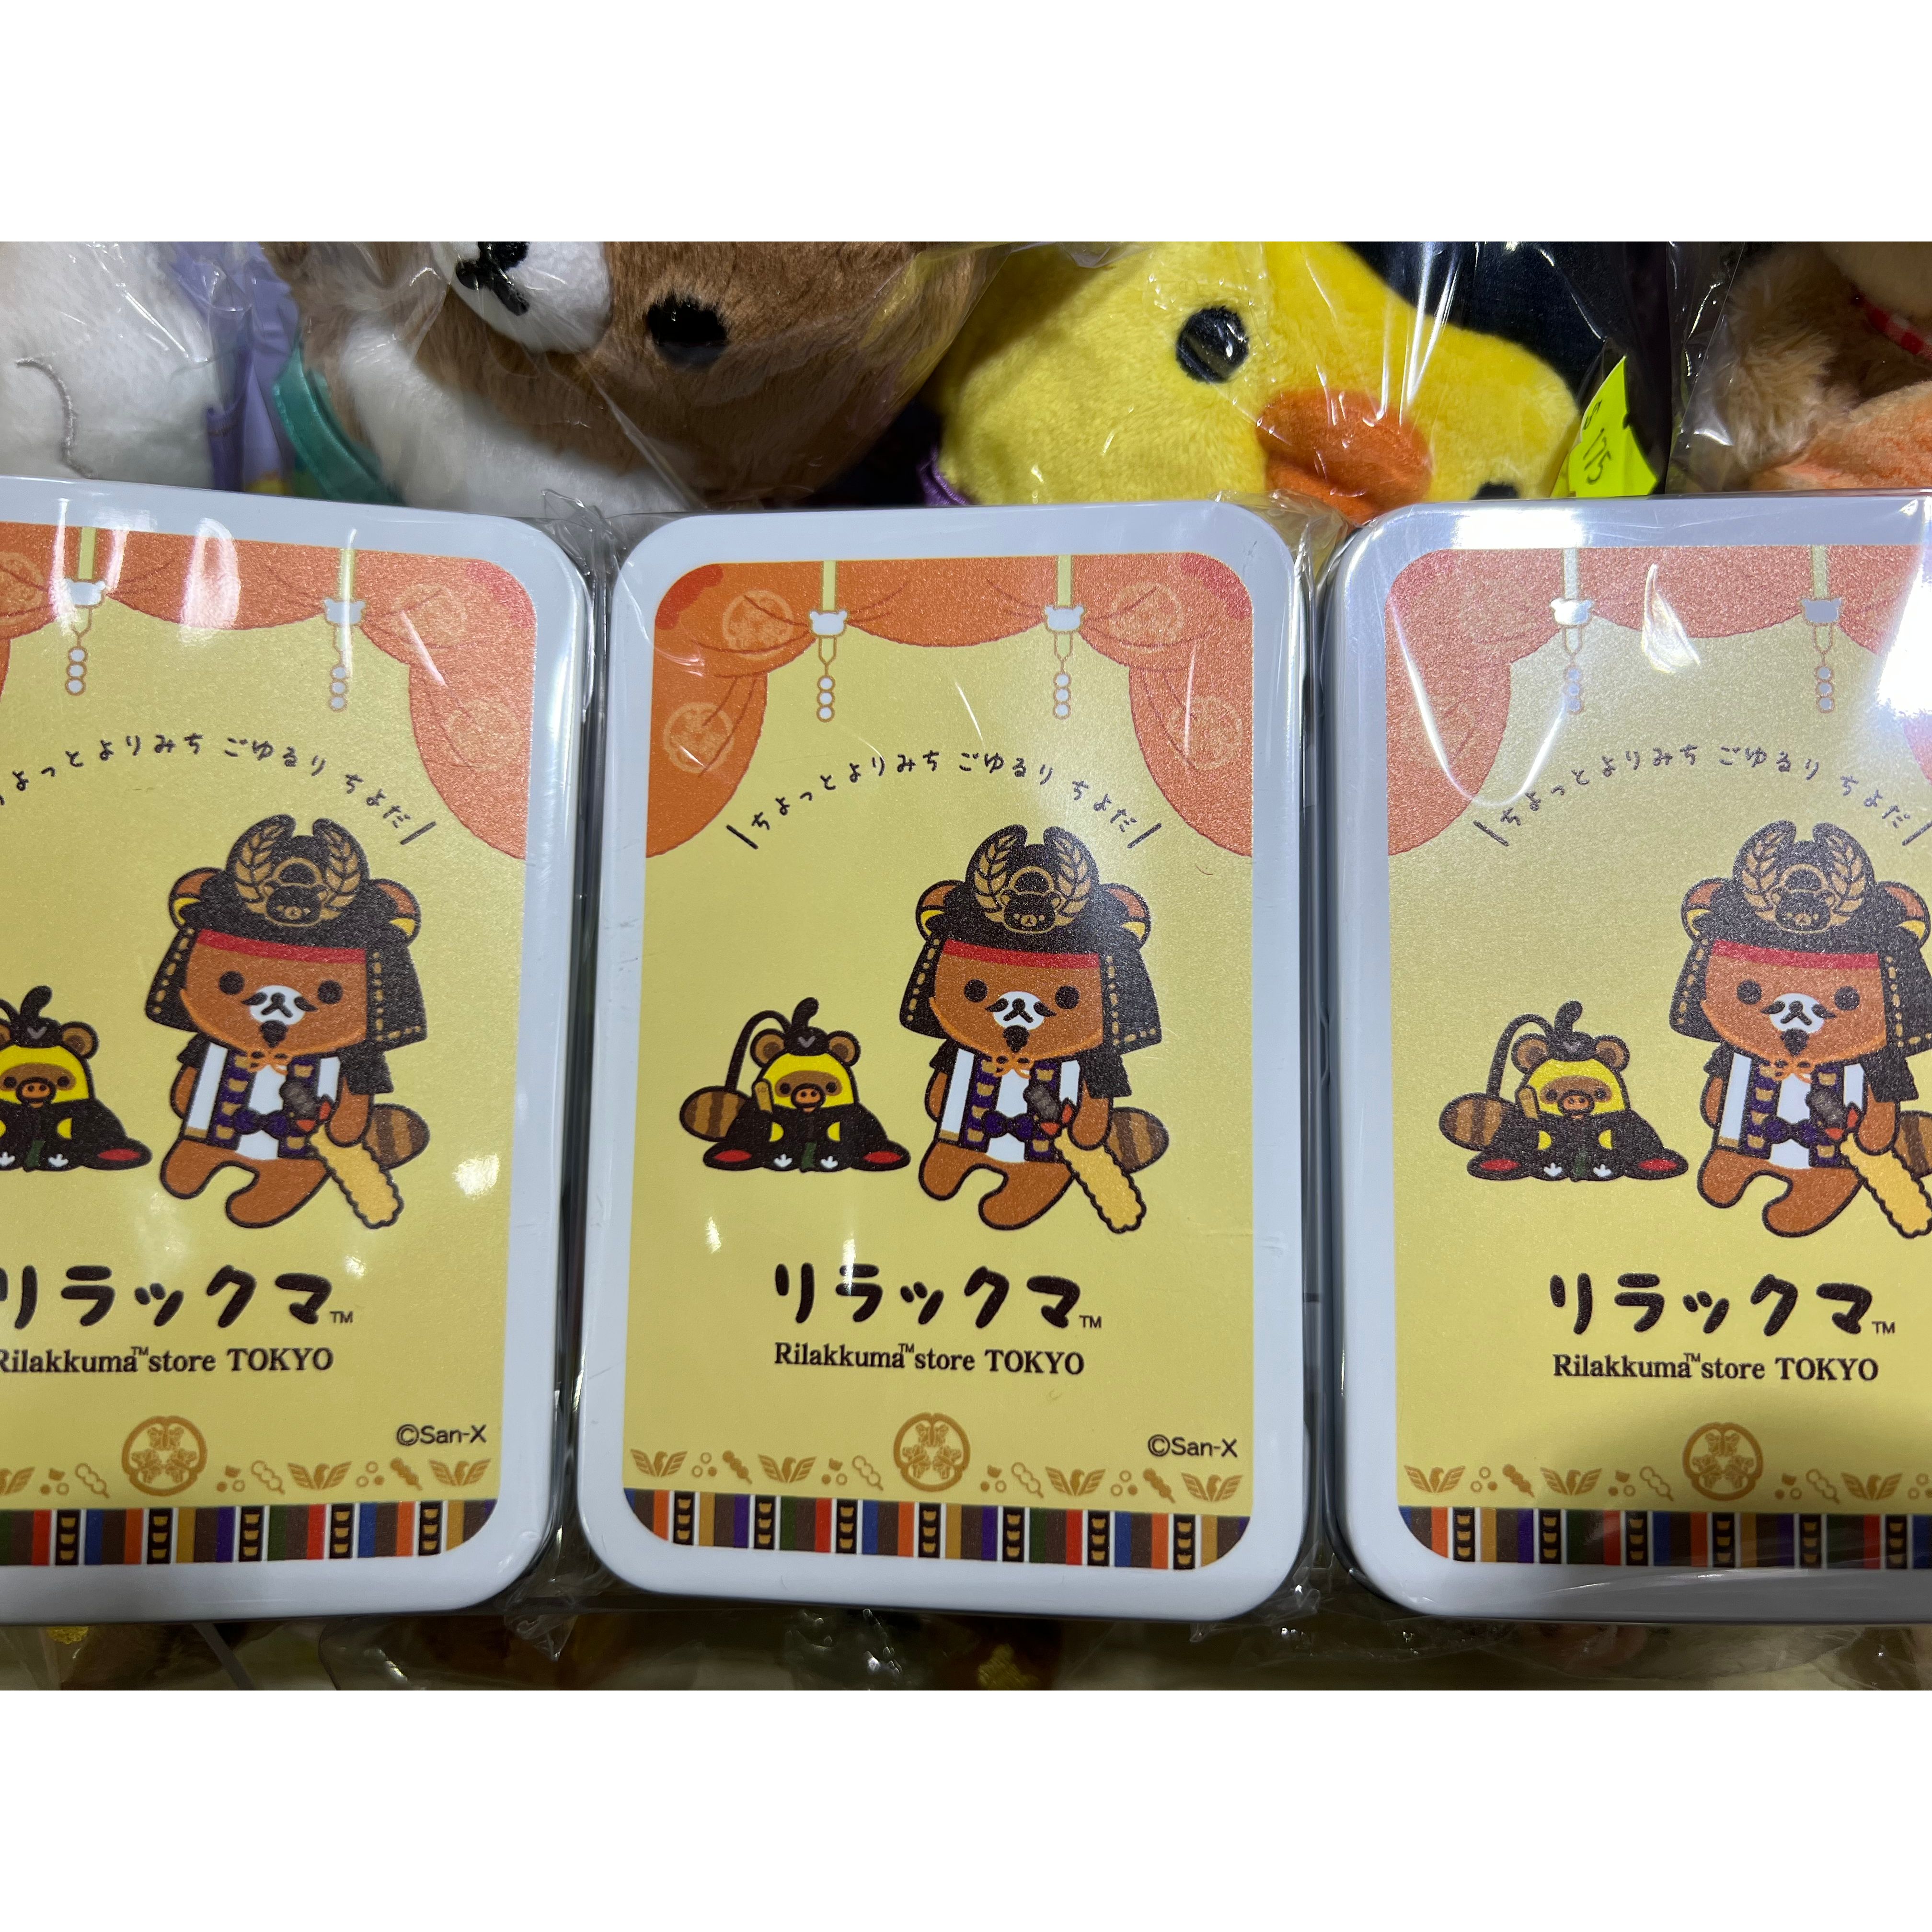 $175
ょっとよりみち ごゆるり ちよだ
リラックマ™
Rilakkuma™store TOKYO
©San-X
ちょっとよりみち ごゆるり ちよだ
リラックマ™
Rilakkuma™store TOKYO
©San-X
ちょっとよりみち ごゆるり ちよだ
リラックマ™
Rilakkuma™store TOKYO